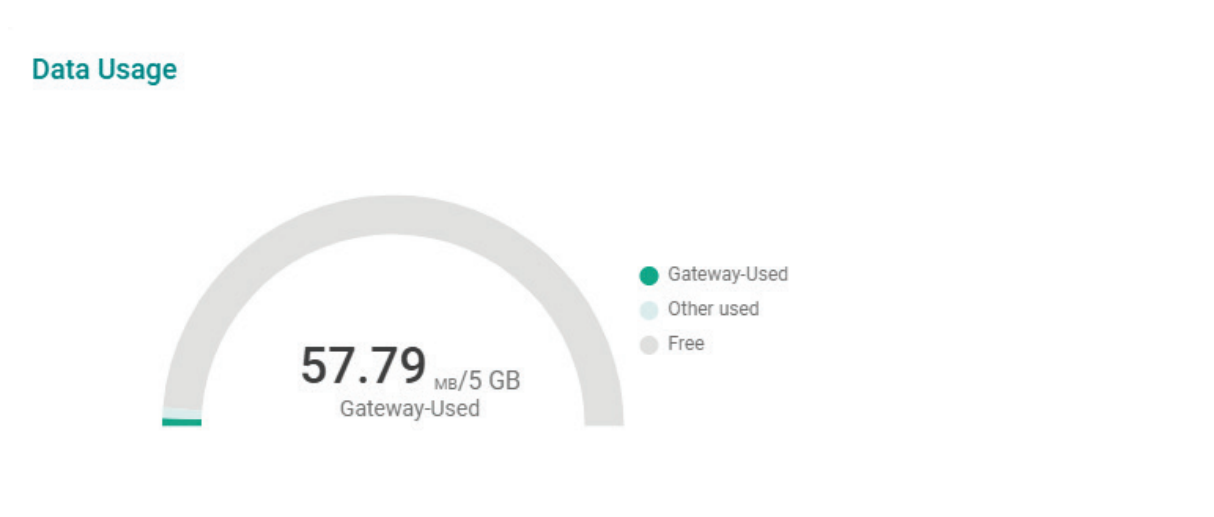 Data Usage
Gateway-Used
Other used
Free
57.79 MB/5 GB
Gateway-Used